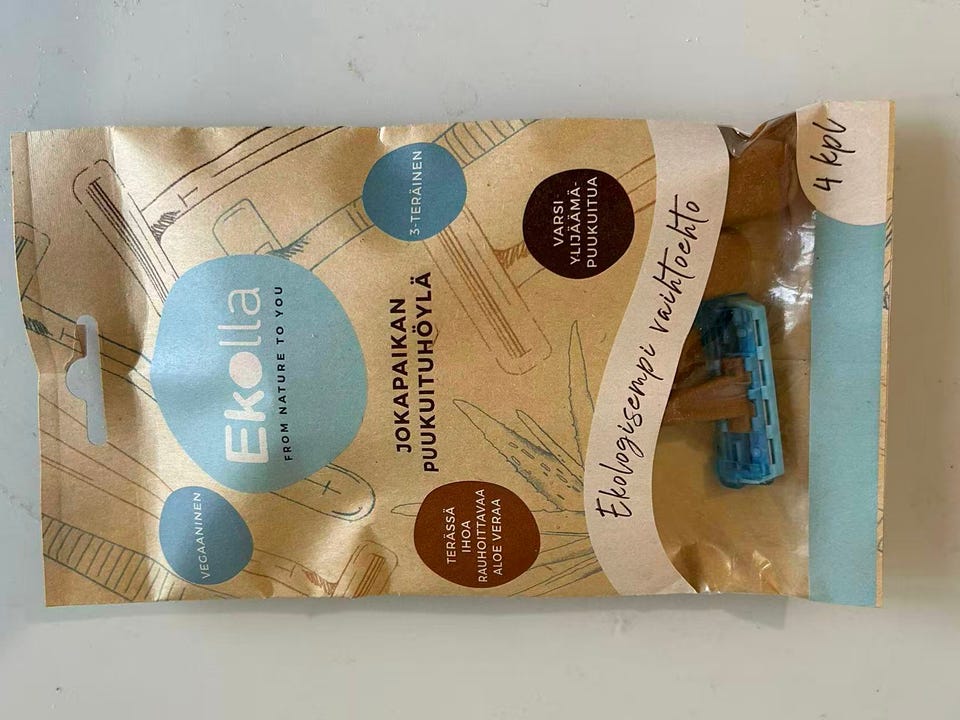 VEGAANINEN
Ekolla
FROM NATURE TO YOU
3-TERÄINEN
JOKAPAIKAN
PUUKUITUHÖYLÄ
TERÄSSÄ
IHOA
RAUHOITTAVAA
ALOE VERAA
VARSI
YLIJÄÄMÄ-
PUUKUITUA
Ekologisempi vaihtoehto
4 kpl